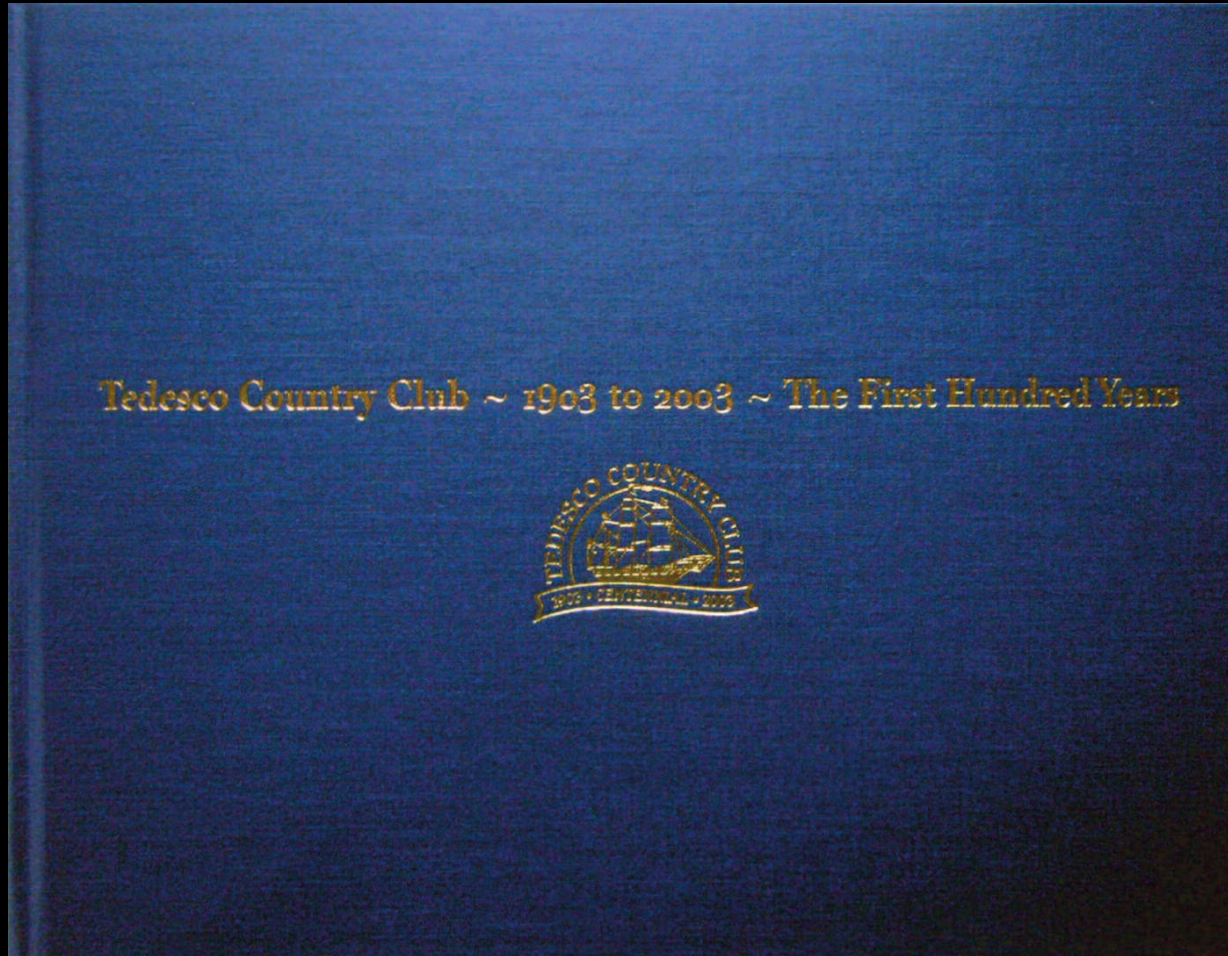 Tedesco Country Club ~ 1903 to 2003 ~ The First Hundred Years
TEDESCO COUNTRY CLUB
1903 • CENTENNIAL • 2003